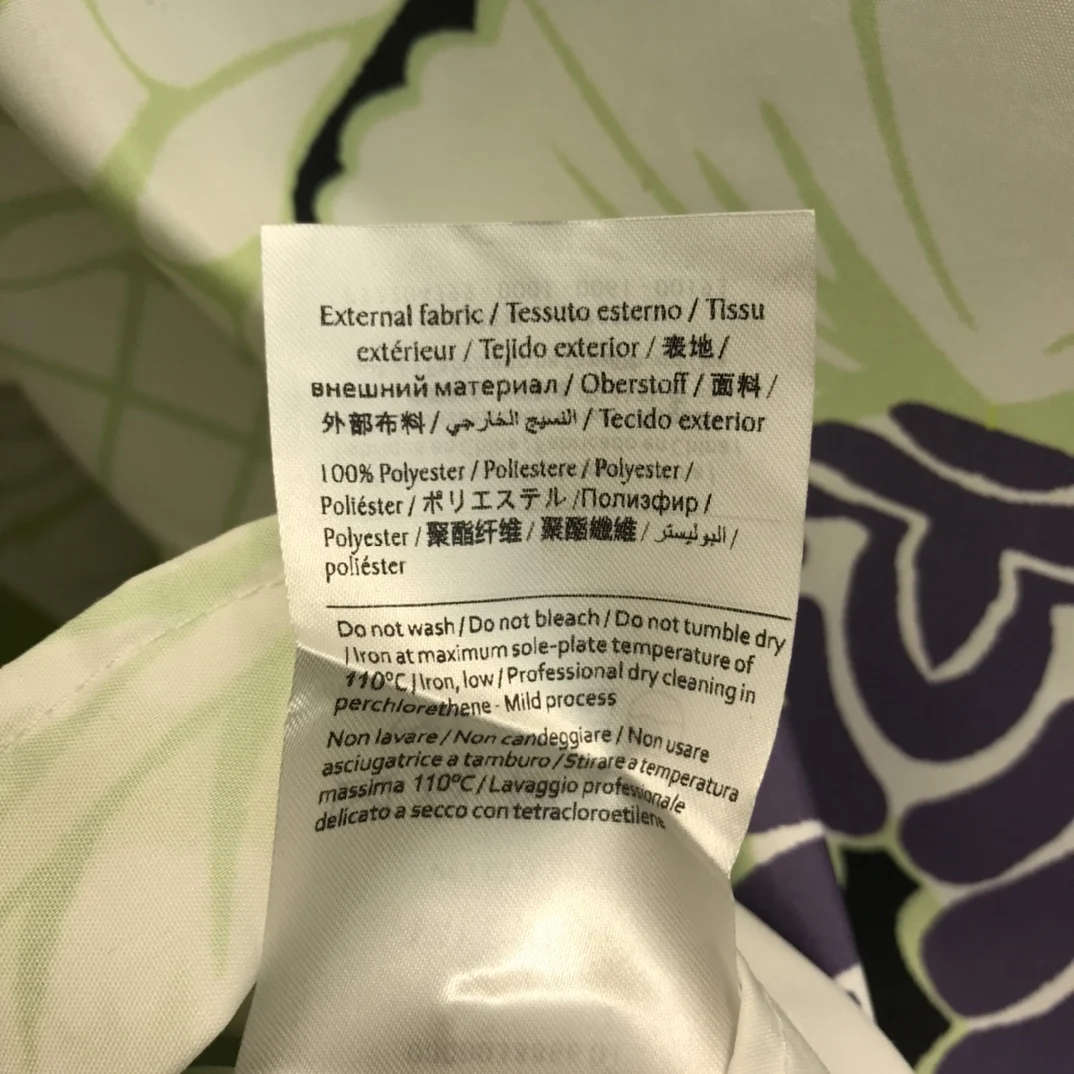 External fabric / Tessuto esterno / Tissu
extérieur / Tejido exterior / 表地 /
внешний материал / Oberstoff / 面料 /
外部布料 / النسيج الخارجي / Tecido exterior
100% Polyester / Poliestere / Polyester /
Poliéster / ポリエステル /Полиэфир /
Polyester / 聚酯纤维 / 聚酯纖維 / البوليستر /
poliéster
Do not wash / Do not bleach / Do not tumble dry
/ Iron at maximum sole-plate temperature of
110°C / Iron, low / Professional dry cleaning in
perchlorethene - Mild process
Non lavare / Non candeggiare / Non usare
asciugatrice a tamburo / Stirare a temperatura
massima 110°C / Lavaggio professionale
delicato a secco con tetracloroetilene